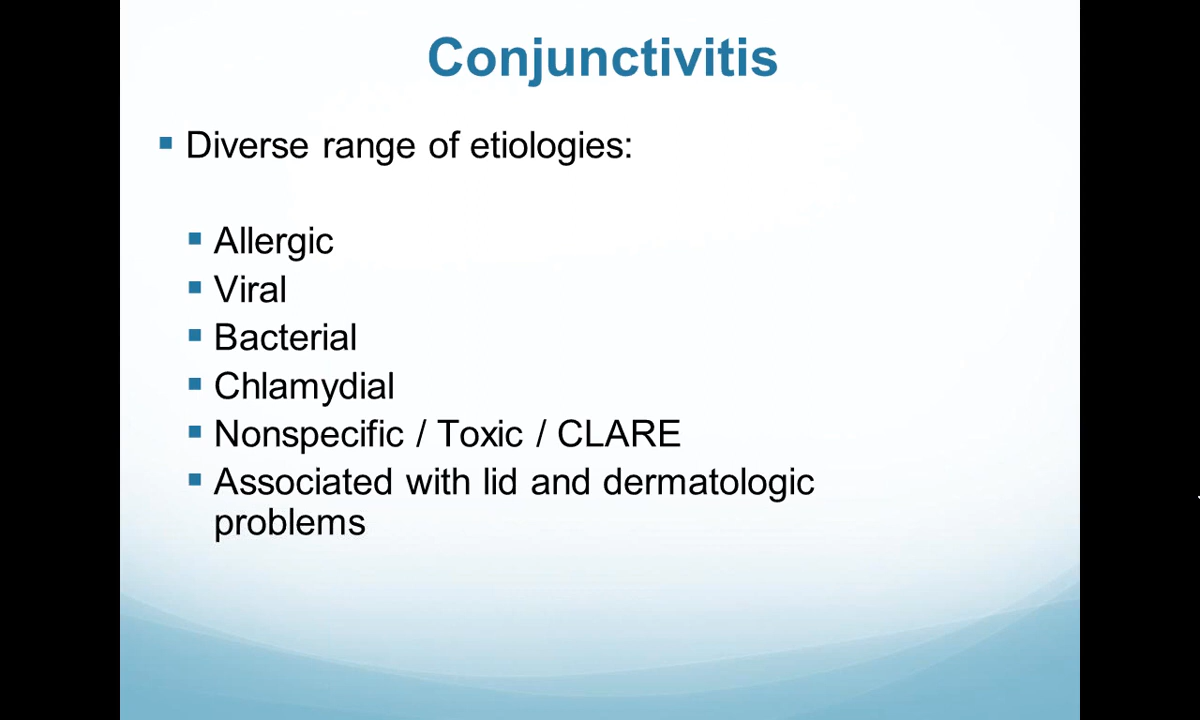 Conjunctivitis
Diverse range of etiologies:
Allergic
Viral
Bacterial
Chlamydial
Nonspecific / Toxic / CLARE
Associated with lid and dermatologic
problems